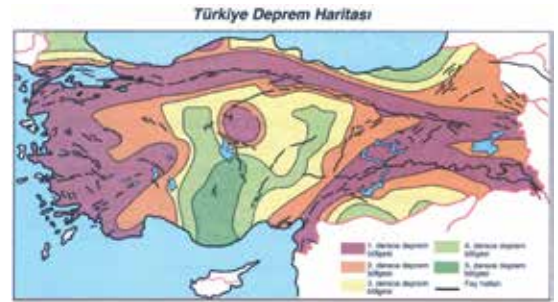 Türkiye Deprem Haritası
1. derece deprem
bölgesi
2. derece deprem
bölgesi
3. derece deprem
bölgesi
4. derece deprem
bölgesi
5. derece deprem
bölgesi
Fay hatları